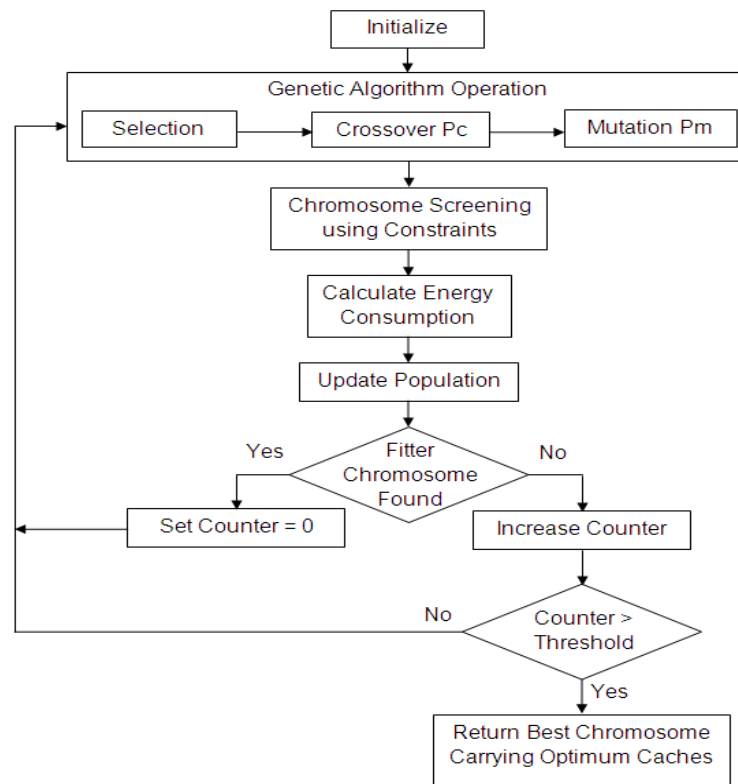 Initialize
Genetic Algorithm Operation
Selection
Crossover Pc
Mutation Pm
Chromosome Screening
using Constraints
Calculate Energy
Consumption
Update Population
Yes
Fitter
Chromosome
Found
No
Set Counter = 0
Increase Counter
No
Counter >
Threshold
Yes
Return Best Chromosome
Carrying Optimum Caches